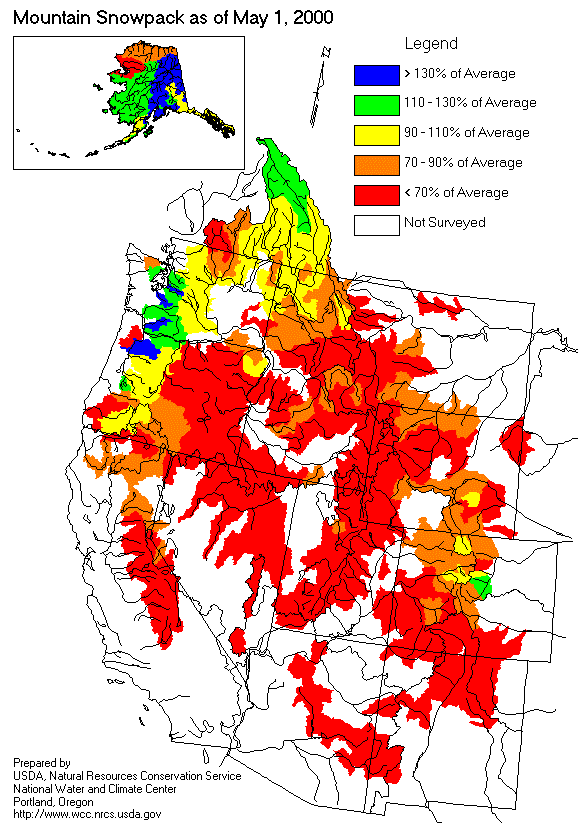 Mountain Snowpack as of May 1, 2000
Legend
N
> 130% of Average
110 - 130% of Average
90 - 110% of Average
70 - 90% of Average
< 70% of Average
Not Surveyed
Prepared by
USDA, Natural Resources Conservation Service
National Water and Climate Center
Portland, Oregon
http://www.wcc.nrcs.usda.gov